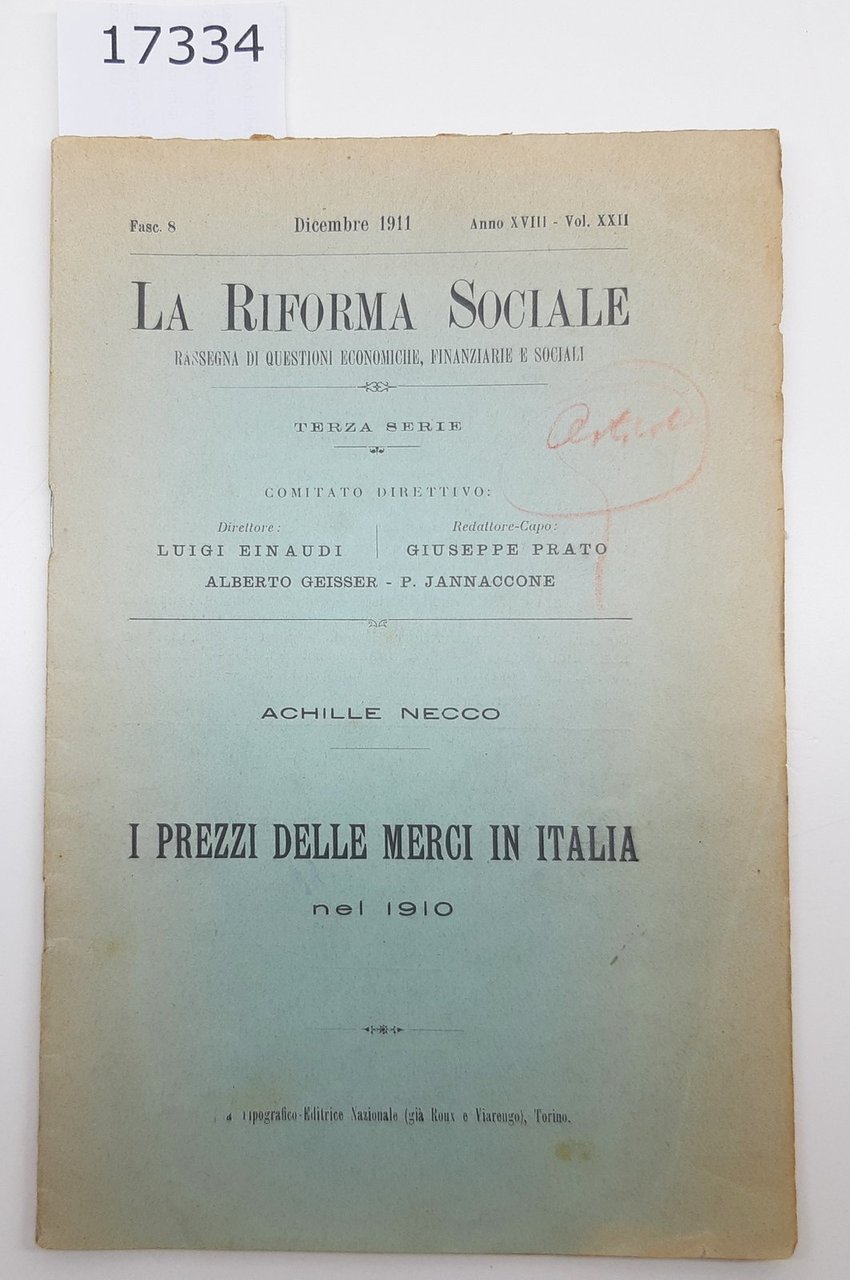 17334
Fasc. 8 Dicembre 1911 Anno XVIII - Vol. XXII
LA RIFORMA SOCIALE
RASSEGNA DI QUESTIONI ECONOMICHE, FINANZIARIE E SOCIALI
TERZA SERIE
COMITATO DIRETTIVO:
Direttore: Redattore-Capo:
LUIGI EINAUDI GIUSEPPE PRATO
ALBERTO GEISSER - P. JANNACCONE
ACHILLE NECCO
I PREZZI DELLE MERCI IN ITALIA
nel 1910
ipografico-Editrice Nazionale (già Roux e Viarengo), Torino.